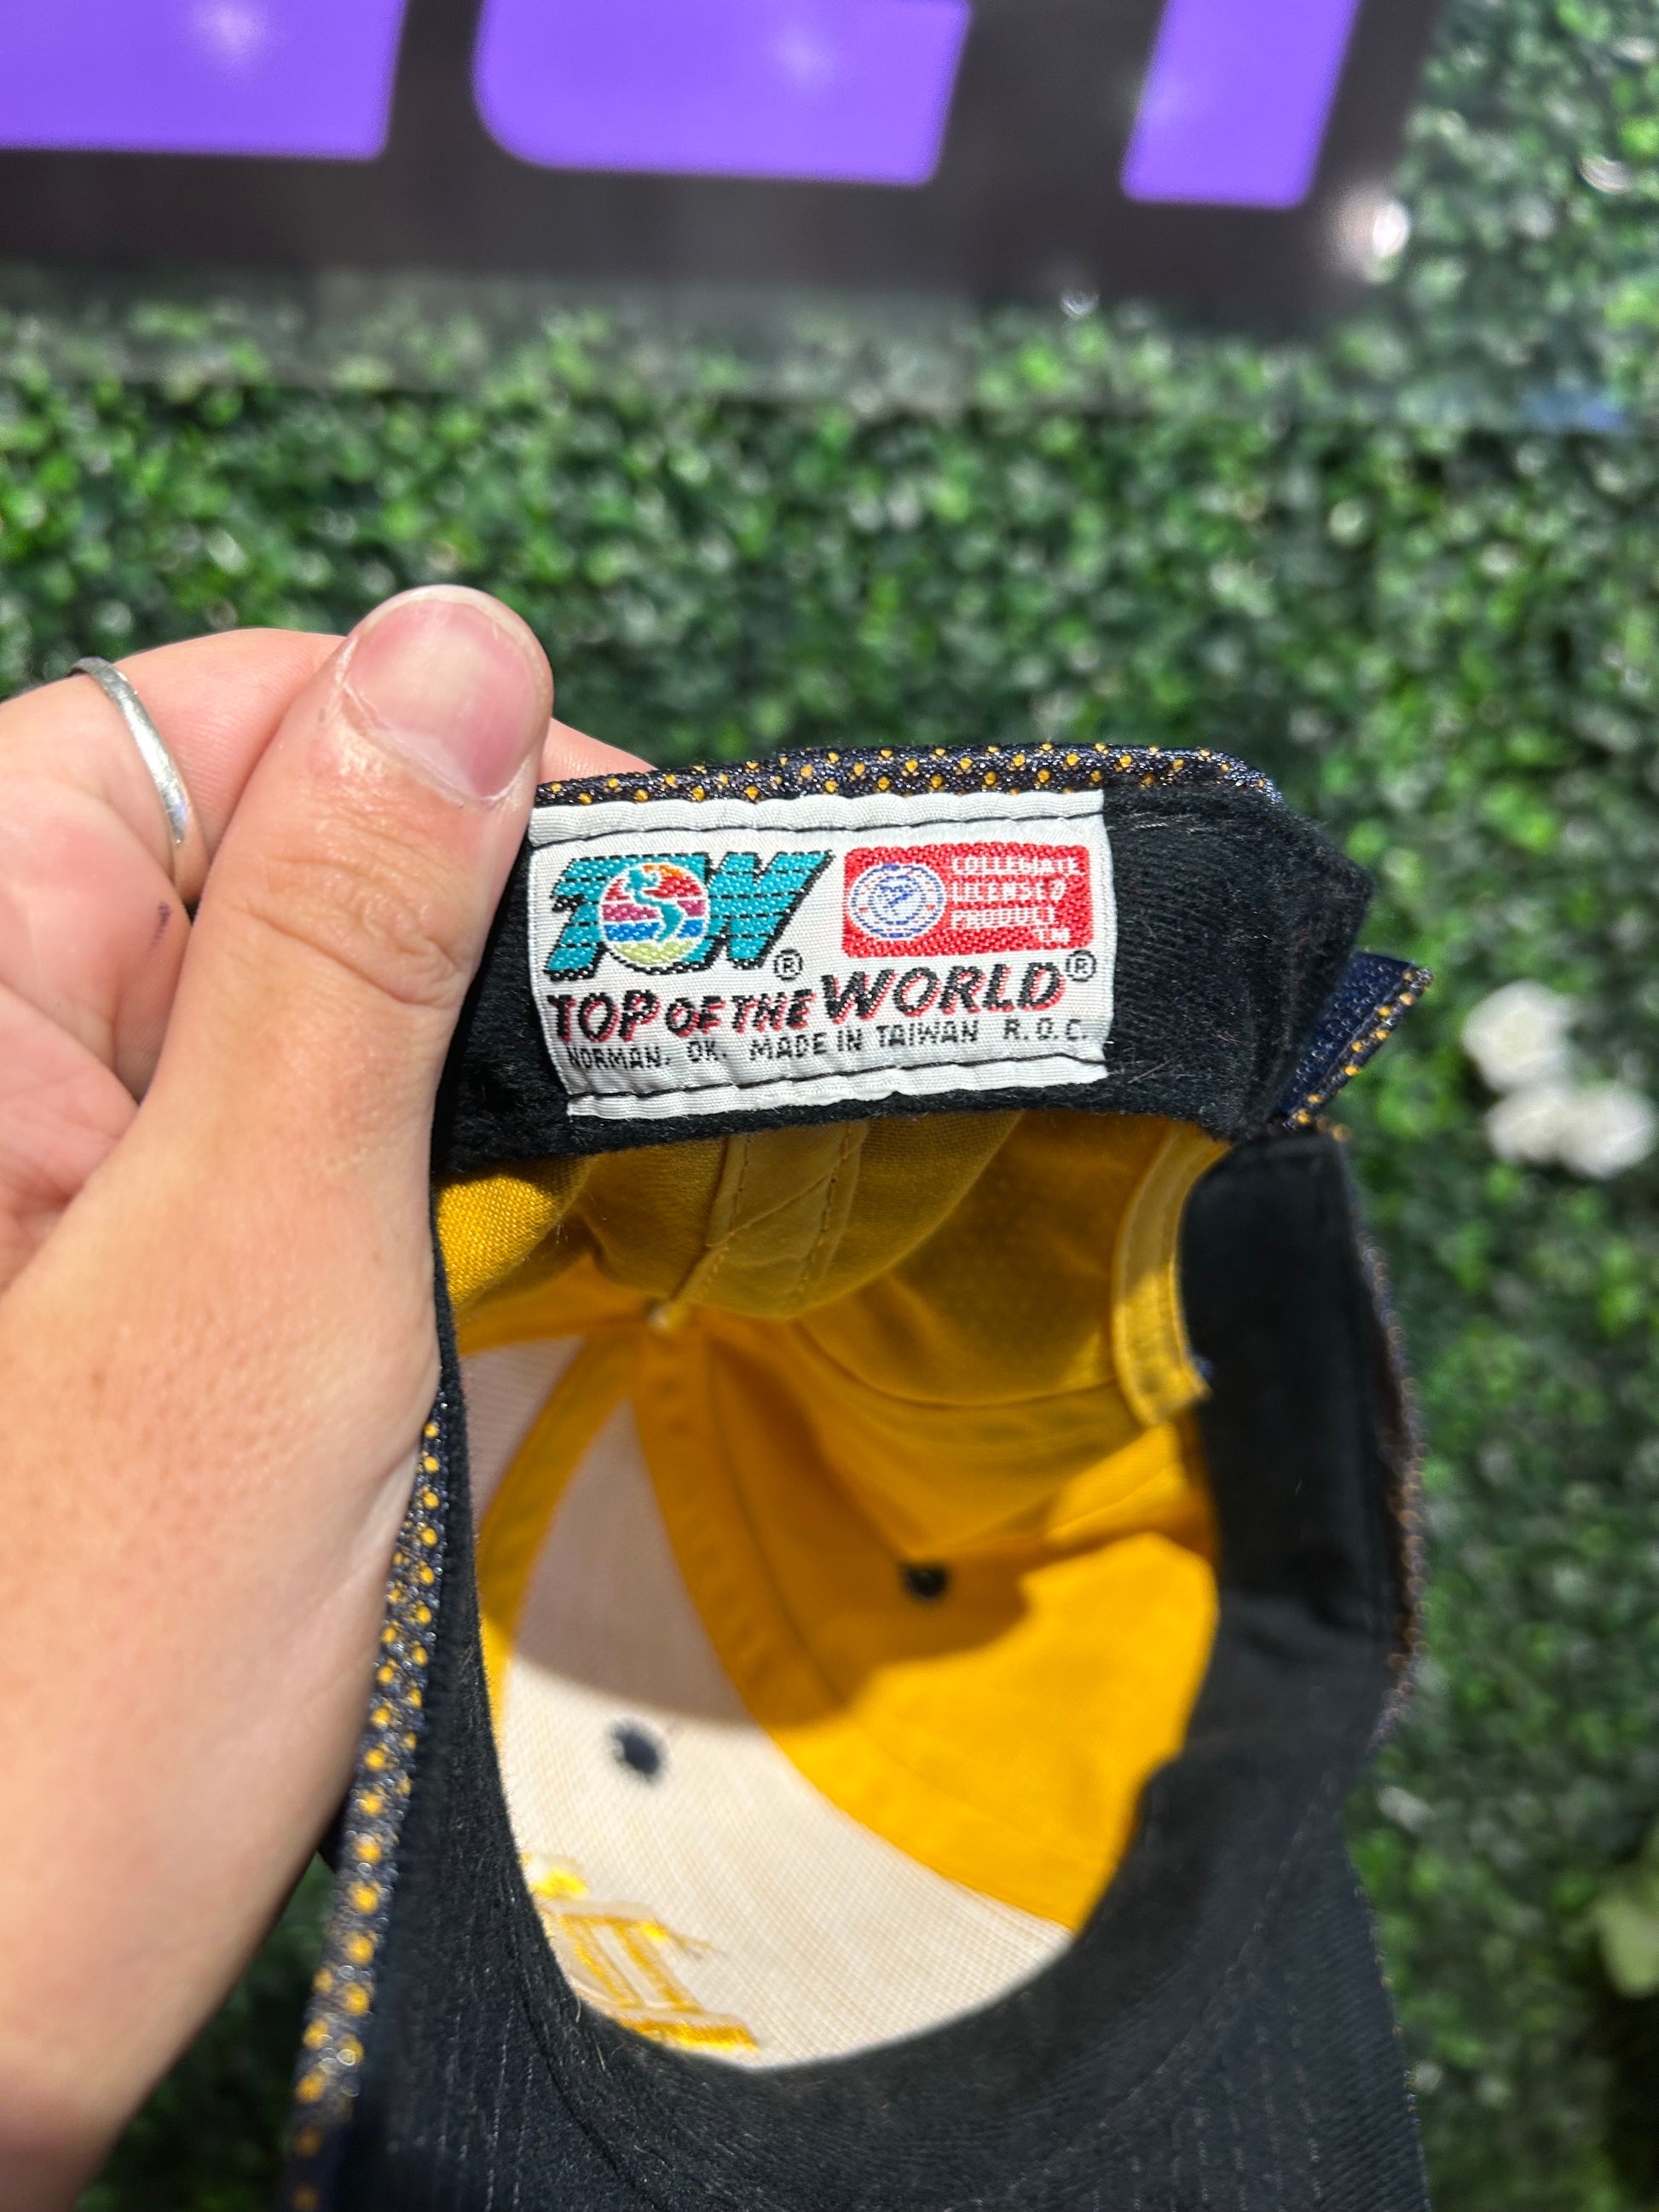 TOW ®
COLLEGIATE
LICENSED
PRODUCT
TM
TOP OF THE WORLD®
NORMAN, OK. MADE IN TAIWAN R.O.C.